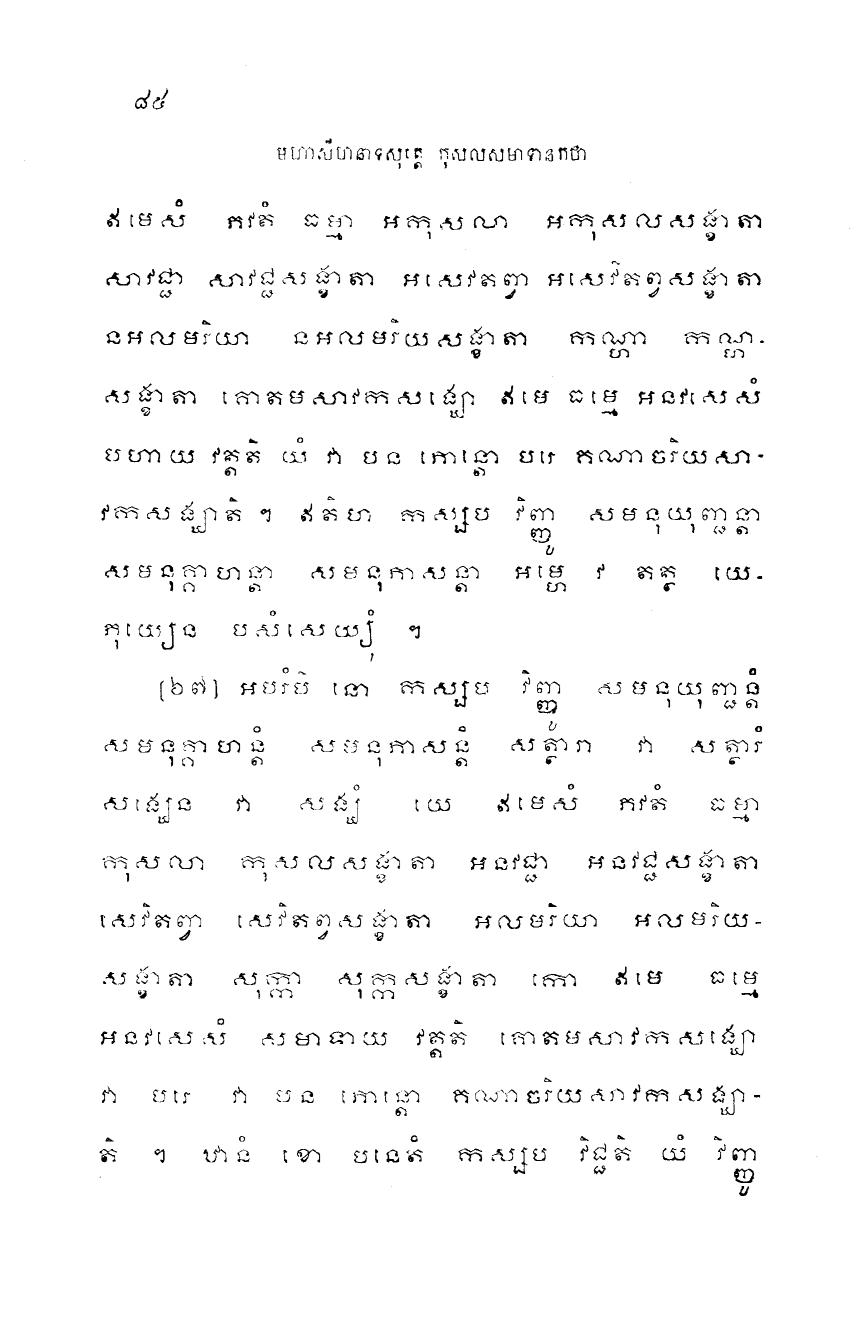 ៨៥
មហាសីហនាទសុត្តេ កុសលសមាទានកថា
ឥមេសំ ភវតំ ធម្មា អកុសលា អកុសលសង្ខាតា
សាវជ្ជា សាវជ្ជសង្ខាតា អសេវិតព្វា អសេវិតព្វសង្ខាតា
នអលមរិយា នអលមរិយសង្ខាតា កណ្ហា កណ្ហ-
សង្ខាតា គោតមសាវកសង្ឃោ ឥមេ ធម្មេ អនវសេសំ
បហាយ វត្តតិ យំ វា បន ភោន្តោ បរេ គណាចរិយសា-
វកសង្ឃាតិ ។ ឥតិហ កស្សប វិញ្ញូ សមនុយុញ្ជន្តា
សមនុគ្គាហន្តា សមនុភាសន្តា អម្ហេ វ តត្ថ យេ-
ភុយ្យេន បសំសេយ្យុំ ។
(៦៧) អបរំបិ នោ កស្សប វិញ្ញូ សមនុយុញ្ជន្តំ
សមនុគ្គាហន្តំ សមនុភាសន្តំ សត្ថារា វា សត្ថារំ
សង្ឃេន វា សង្ឃំ យេ ឥមេសំ ភវតំ ធម្មា
កុសលា កុសលសង្ខាតា អនវជ្ជា អនវជ្ជសង្ខាតា
សេវិតព្វា សេវិតព្វសង្ខាតា អលមរិយា អលមរិយ-
សង្ខាតា សុក្កា សុក្កសង្ខាតា កោ ឥមេ ធម្មេ
អនវសេសំ សមាទាយ វត្តតិ គោតមសាវកសង្ឃោ
វា បរេ វា បន ភោន្តោ គណាចរិយសាវកសង្ឃា-
តិ ។ ឋានំ ខោ បនេតំ កស្សប វិជ្ជតិ យំ វិញ្ញូ